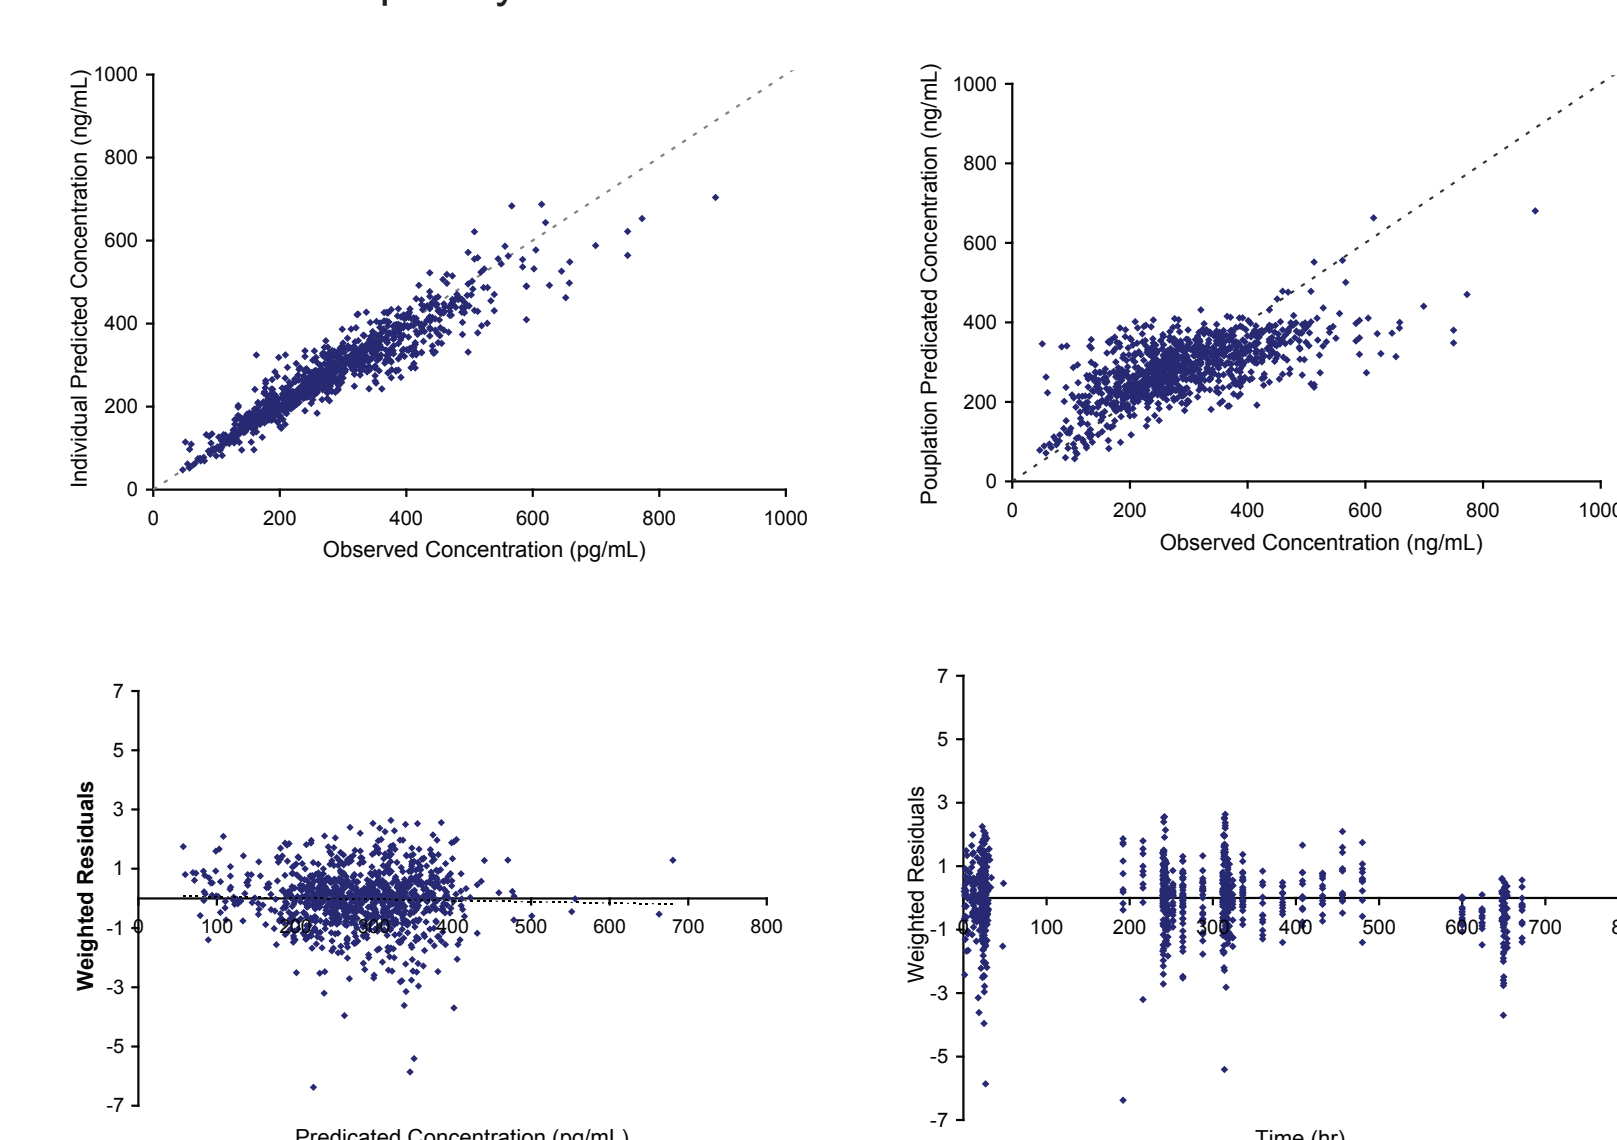 Individual Predicted Concentration (ng/mL)
1000
800
600
400
200
0
0 200 400 600 800 1000
Observed Concentration (pg/mL)
Pouplation Predicated Concentration (ng/mL)
1000
800
600
400
200
0
0 200 400 600 800 1000
Observed Concentration (ng/mL)
Weighted Residuals
7
5
3
1
-1
-3
-5
-7
0 100 200 300 400 500 600 700 800
Predicated Concentration (pg/mL)
Weighted Residuals
7
5
3
1
-1
-3
-5
-7
0 100 200 300 400 500 600 700
Time (hr)